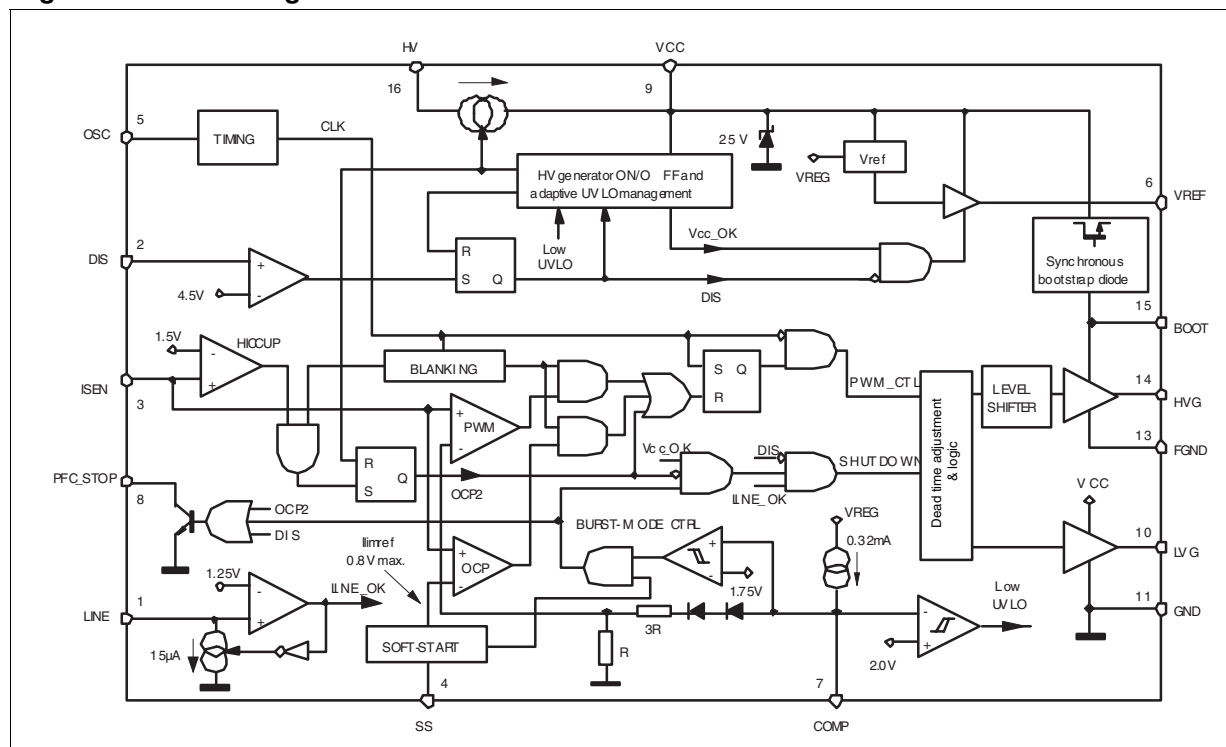 HV
VCC
16
9
5
OSC
TIMING
CLK
25 V
Vref
VREG
HV generator ON/O FF and
adaptive UV LO management
6
VREF
2
DIS
+
-
4.5V
R
S Q
Low
UVLO
Vcc_OK
DIS
Synchronous
bootstrap diode
15
BOOT
1.5V
HICCUP
-
+
BLANKING
S Q
R
PWM_CTL
LEVEL
SHIFTER
14
HVG
ISEN
3
+
PWM
-
13
FGND
R
S Q
OCP2
Vcc_OK
DIS
SHUTDOWN
LINE_OK
Dead time adjustment
& logic
PFC_STOP
8
OCP2
DIS
BURST-MODE CTRL
VREG
0.32mA
V CC
10
LVG
Ilimref
0.8V max.
+
OCP
-
+
-
1.75V
1.25V
-
+
LINE_OK
LINE
1
15µA
SOFT-START
3R
R
-
+
2.0V
Low
UVLO
11
GND
4
7
SS
COMP